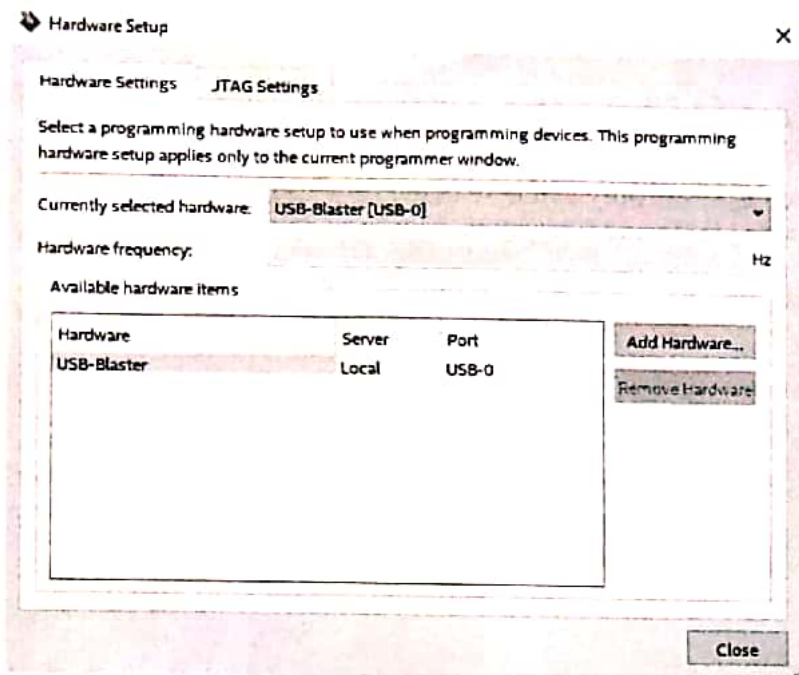 Hardware Setup
Hardware Settings JTAG Settings
Select a programming hardware setup to use when programming devices. This programming
hardware setup applies only to the current programmer window.
Currently selected hardware: USB-Blaster [USB-0]
Hardware frequency: Hz
Available hardware items
Hardware Server Port
USB-Blaster Local USB-0
Add Hardware...
Remove Hardware
Close